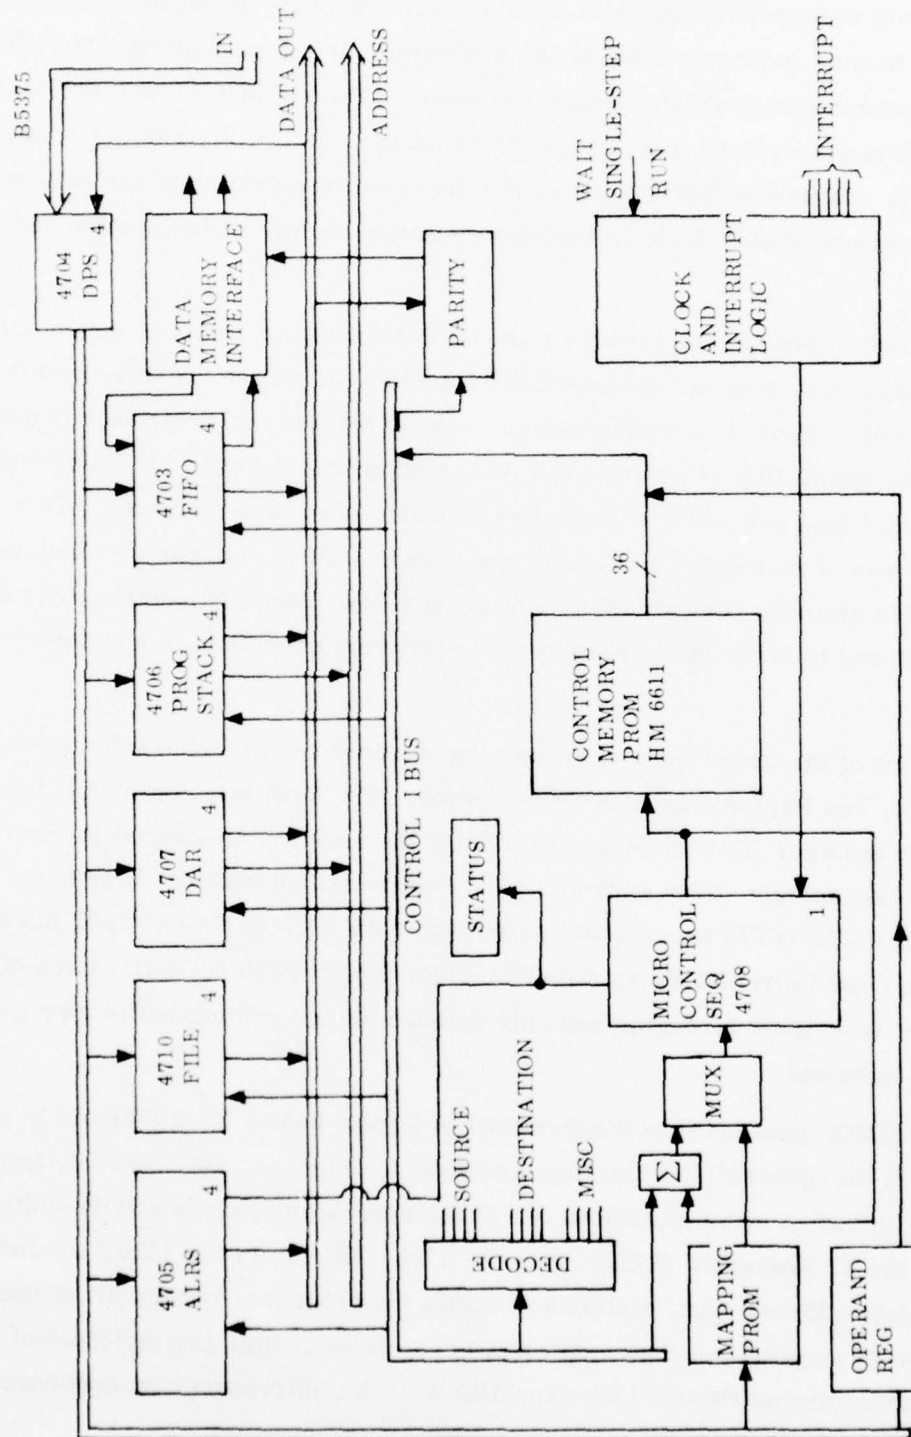 B5375
IN
DATA OUT
ADDRESS
WAIT
SINGLE-STEP
RUN
INTERRUPT
4704
DPS
4
DATA
MEMORY
INTERFACE
PARITY
CLOCK
AND
INTERRUPT
LOGIC
4703
FIFO
4
4706
PROG
STACK
4
4707
DAR
4
4710
FILE
4
4705
ALRS
4
CONTROL I BUS
36
CONTROL
MEMORY
PROM
HM 6611
STATUS
MICRO
CONTROL
SEQ
4708
1
MUX
SOURCE
DESTINATION
MISC
DECODE
MAPPING
PROM
OPERAND
REG